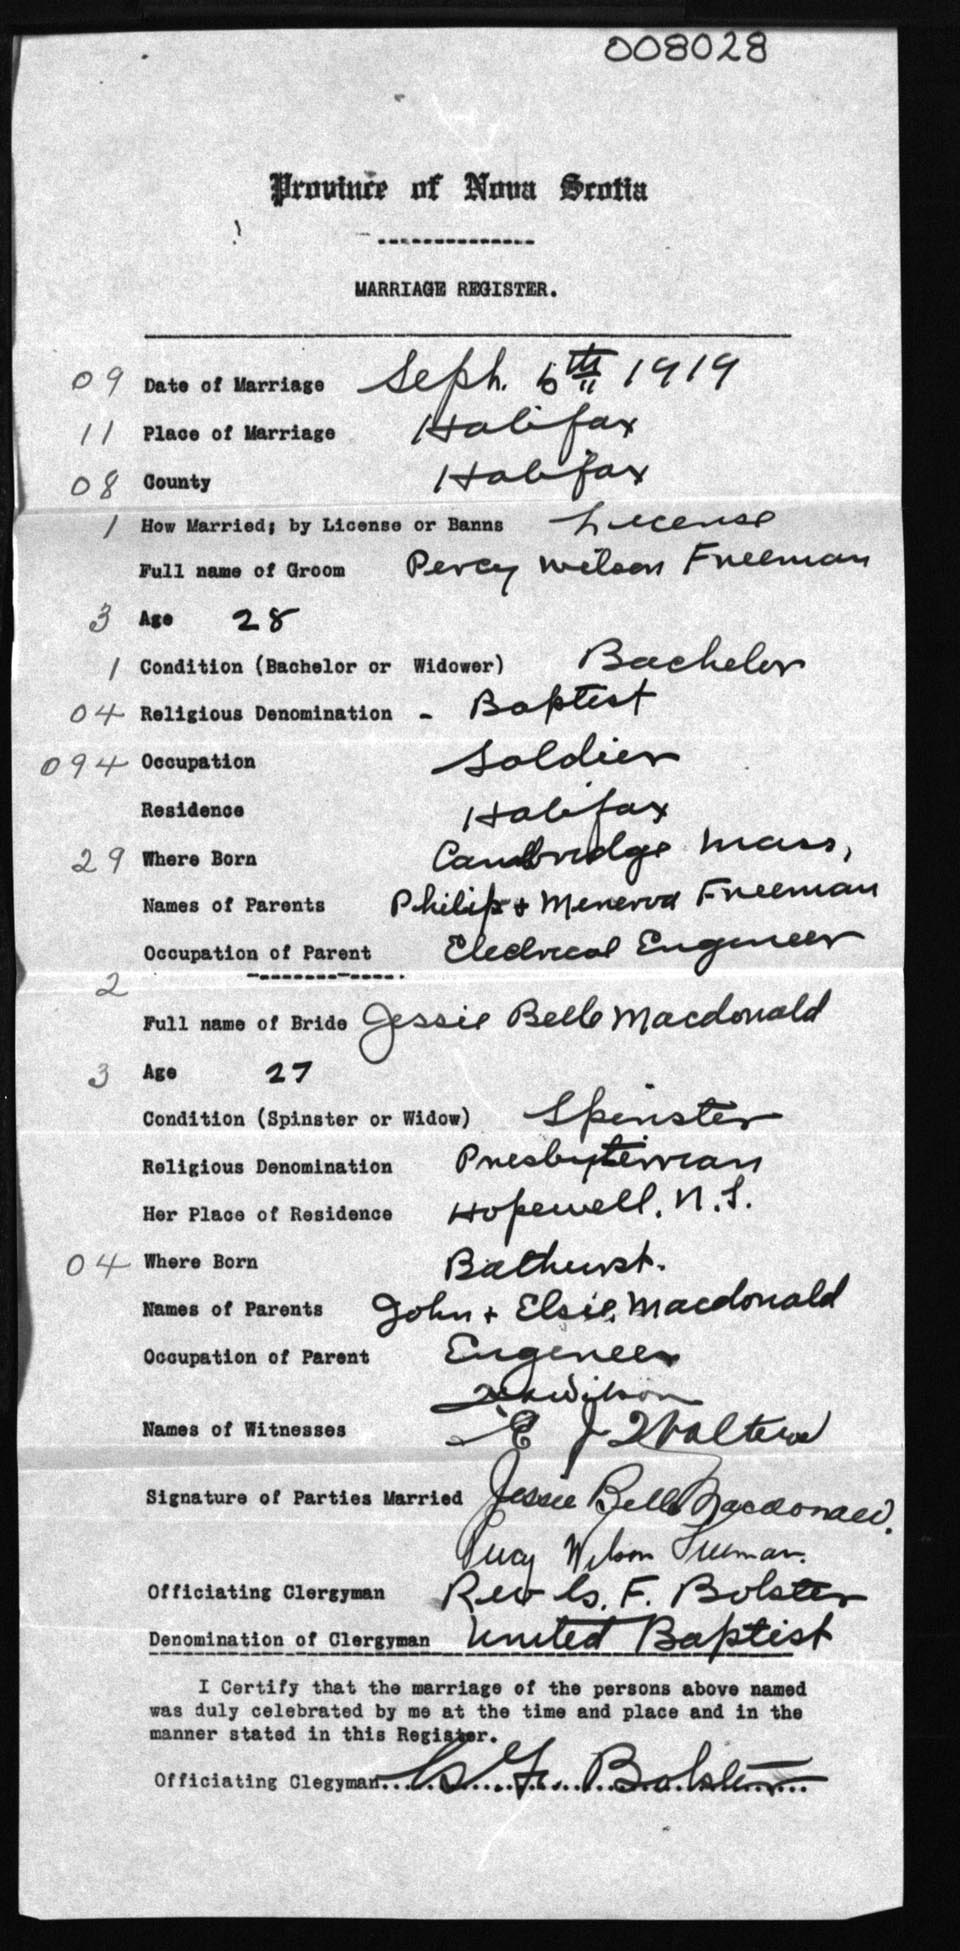 008028
Province of Nova Scotia
MARRIAGE REGISTER.
09 Date of Marriage Seph. 6th 1919
11 Place of Marriage Halifax
08 County Halifax
1 How Married; by License or Banns License
Full name of Groom Percy Wilson Freeman
3 Age 28
1 Condition (Bachelor or Widower) Bachelor
04 Religious Denomination - Baptist
094 Occupation Soldier
Residence Halifax
29 Where Born Cambridge Mass,
Names of Parents Philip + Menerva Freeman
Occupation of Parent Electrical Engineer
2
Full name of Bride Jessie Belle Macdonald
3 Age 27
Condition (Spinster or Widow) Spinster
Religious Denomination Presbyterian
Her Place of Residence Hopewell. N.S.
04 Where Born Bathurst.
Names of Parents John + Elsie Macdonald
Occupation of Parent Engineer
Wilson
Names of Witnesses E J Walters
Signature of Parties Married Jessie Belle Macdonald.
Percy Wilson Freeman.
Officiating Clergyman Rev F. Bolster
Denomination of Clergyman United Baptist
I Certify that the marriage of the persons above named
was duly celebrated by me at the time and place and in the
manner stated in this Register.
Officiating Clegyman F. Bolster